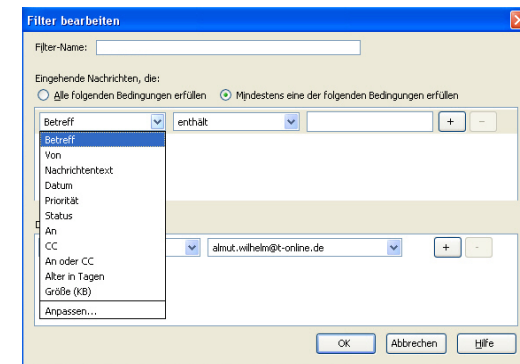 Filter bearbeiten
Filter-Name:
Eingehende Nachrichten, die:
Alle folgenden Bedingungen erfüllen Mindestens eine der folgenden Bedingungen erfüllen
Betreff enthält + -
Betreff
Von
Nachrichtentext
Datum
Priorität
Status
An
CC
almut.wilhelm@t-online.de + -
An oder CC
Alter in Tagen
Größe (KB)
Anpassen...
OK Abbrechen Hilfe